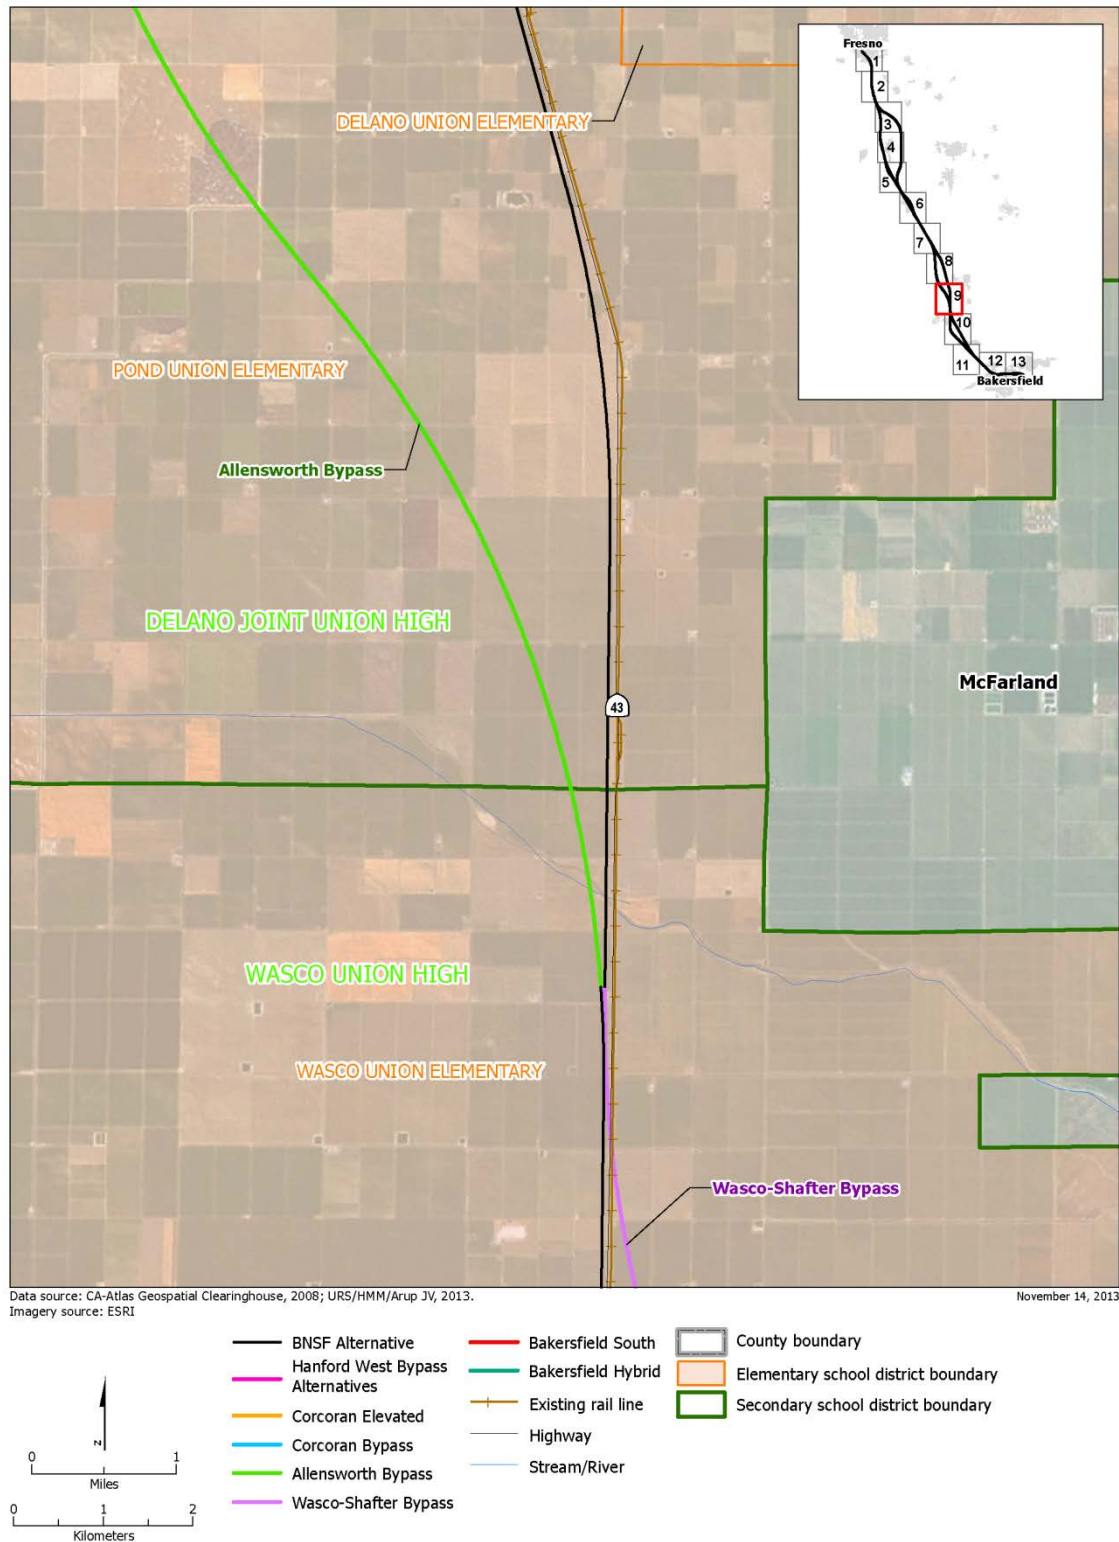 Fresno
1
2
3
4
5
6
7
8
9
10
11
12
13
Bakersfield
DELANO UNION ELEMENTARY
POND UNION ELEMENTARY
Allensworth Bypass
DELANO JOINT UNION HIGH
McFarland
43
WASCO UNION HIGH
WASCO UNION ELEMENTARY
Wasco-Shafter Bypass
Data source: CA-Atlas Geospatial Clearinghouse, 2008; URS/HMM/Arup JV, 2013.
Imagery source: ESRI
November 14, 2013
BNSF Alternative
Hanford West Bypass
Alternatives
Corcoran Elevated
Corcoran Bypass
Allensworth Bypass
Wasco-Shafter Bypass
Bakersfield South
Bakersfield Hybrid
Existing rail line
Highway
Stream/River
County boundary
Elementary school district boundary
Secondary school district boundary
N
0 1
Miles
0 1 2
Kilometers